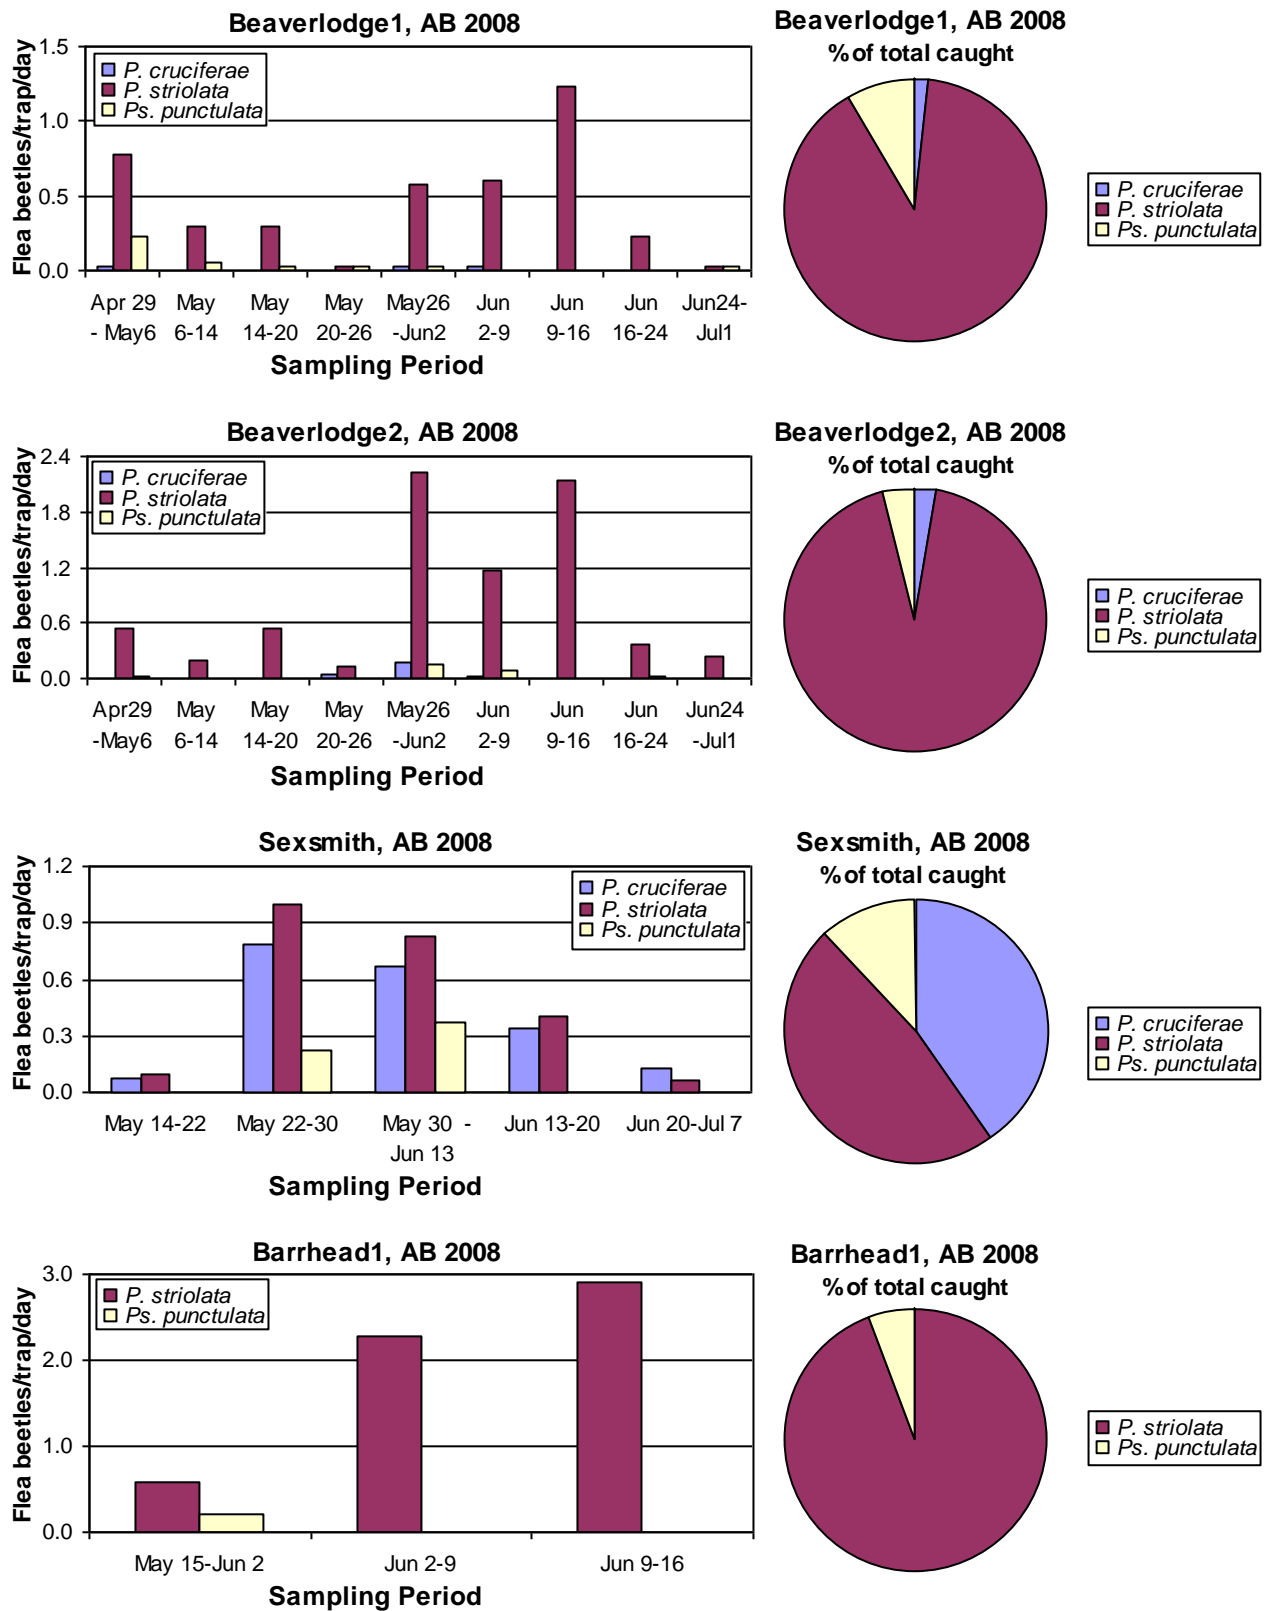 Beaverlodge1, AB 2008
Flea beetles/trap/day
1.5
1.0
0.5
0.0
P. cruciferae
P. striolata
Ps. punctulata
Apr 29 May May May May26 Jun Jun Jun Jun24-
- May6 6-14 14-20 20-26 -Jun2 2-9 9-16 16-24 Jul1
Sampling Period
Beaverlodge1, AB 2008
% of total caught
P. cruciferae
P. striolata
Ps. punctulata
Beaverlodge2, AB 2008
Flea beetles/trap/day
2.4
1.8
1.2
0.6
0.0
P. cruciferae
P. striolata
Ps. punctulata
Apr29 May May May May26 Jun Jun Jun Jun24
-May6 6-14 14-20 20-26 -Jun2 2-9 9-16 16-24 -Jul1
Sampling Period
Beaverlodge2, AB 2008
% of total caught
P. cruciferae
P. striolata
Ps. punctulata
Sexsmith, AB 2008
Flea beetles/trap/day
1.2
0.9
0.6
0.3
0.0
P. cruciferae
P. striolata
Ps. punctulata
May 14-22 May 22-30 May 30 - Jun 13-20 Jun 20-Jul 7
Jun 13
Sampling Period
Sexsmith, AB 2008
% of total caught
P. cruciferae
P. striolata
Ps. punctulata
Barrhead1, AB 2008
Flea beetles/trap/day
3.0
2.0
1.0
0.0
P. striolata
Ps. punctulata
May 15-Jun 2 Jun 2-9 Jun 9-16
Sampling Period
Barrhead1, AB 2008
% of total caught
P. striolata
Ps. punctulata